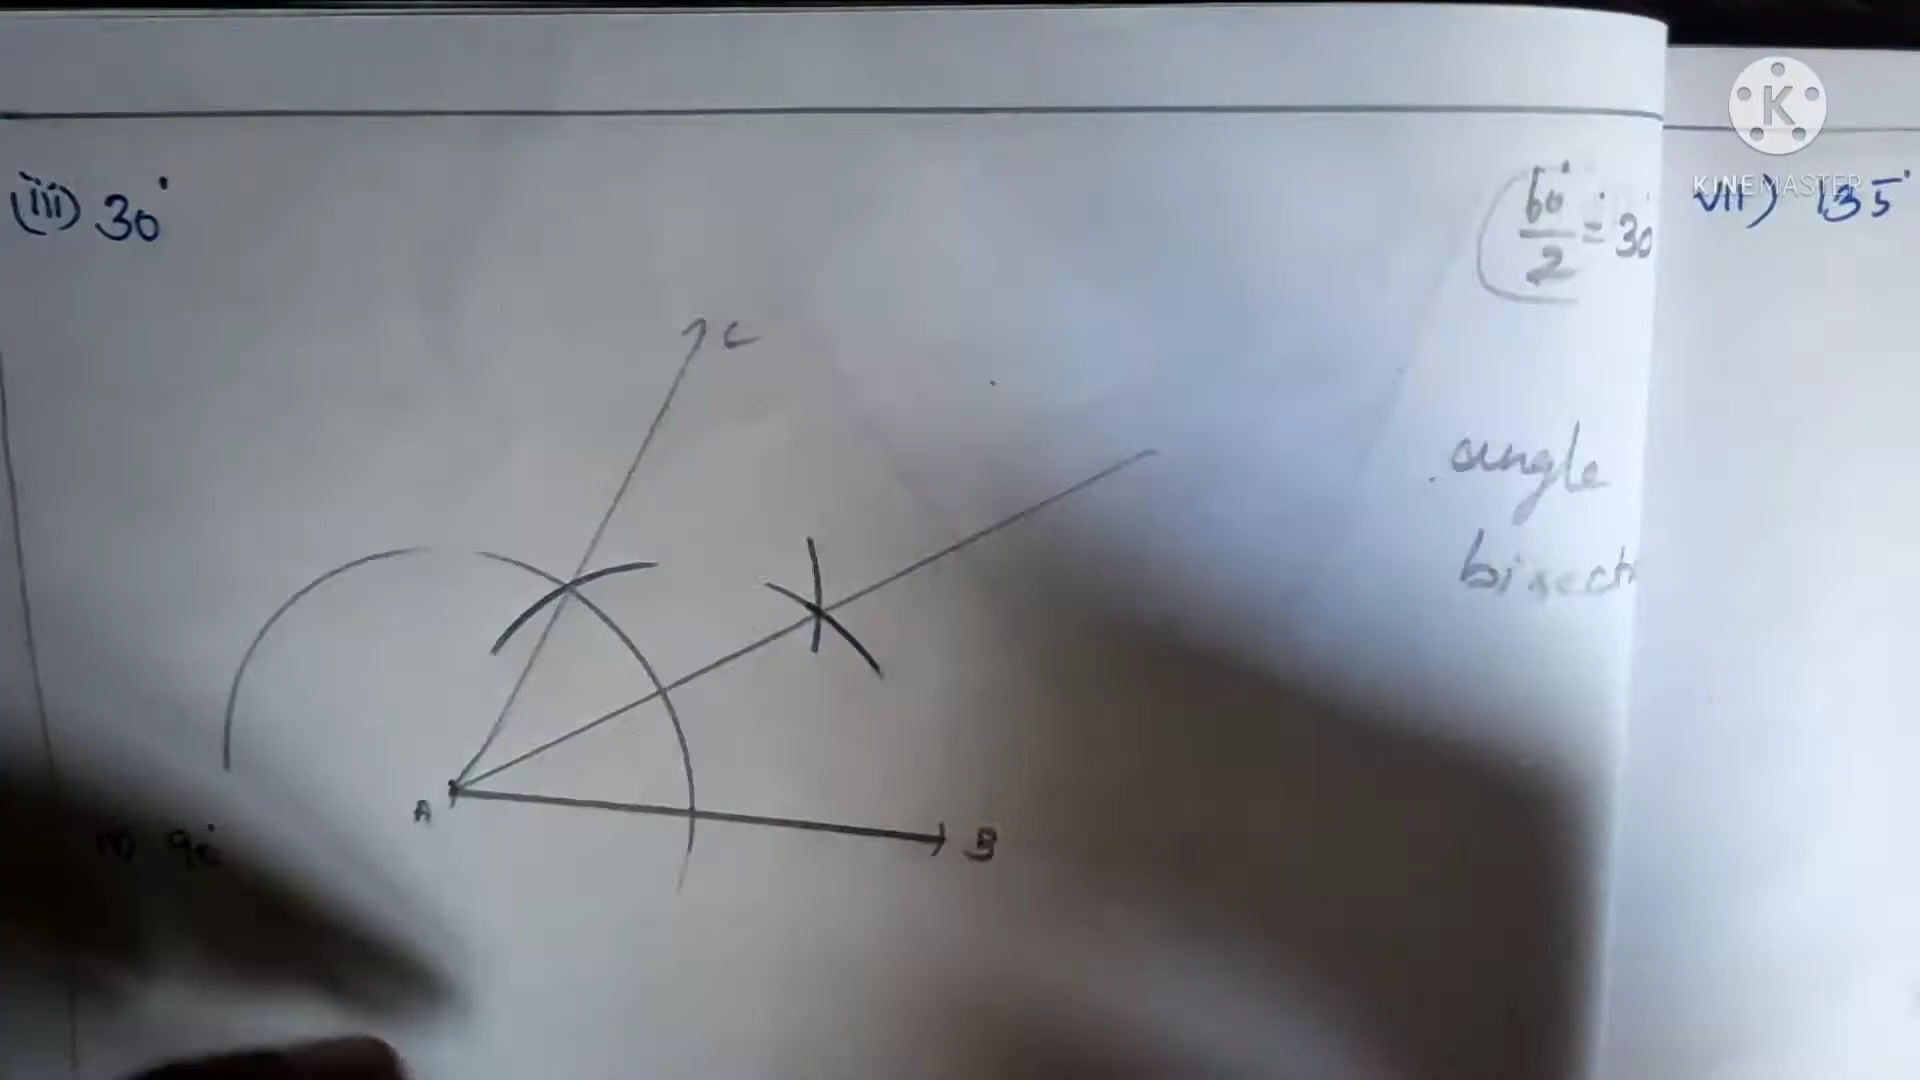 (iii) 30°
60°
2
= 30°
angle
C
A
B
KINEMASTER
vii) 135°